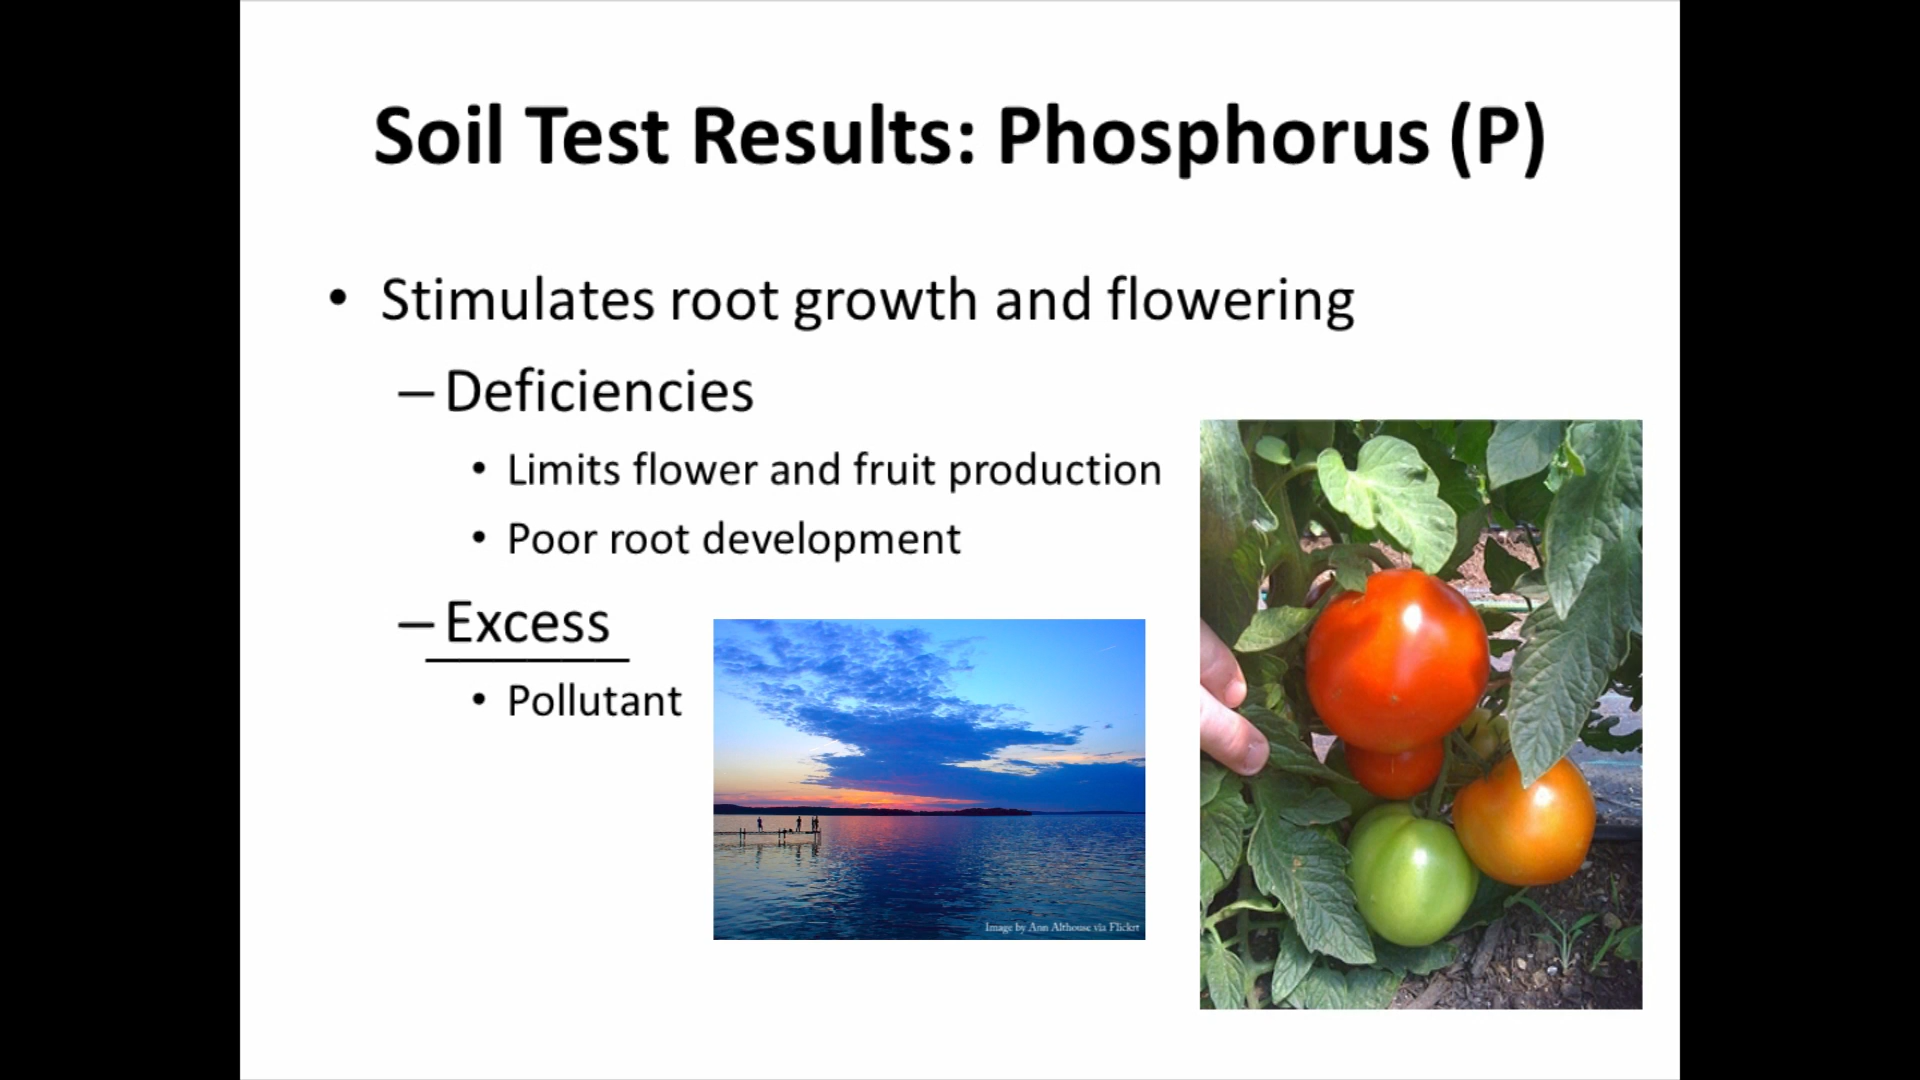 Soil Test Results: Phosphorus (P)
• Stimulates root growth and flowering
– Deficiencies
• Limits flower and fruit production
• Poor root development
– Excess
• Pollutant
Image by Ann Althouse via Flickrt